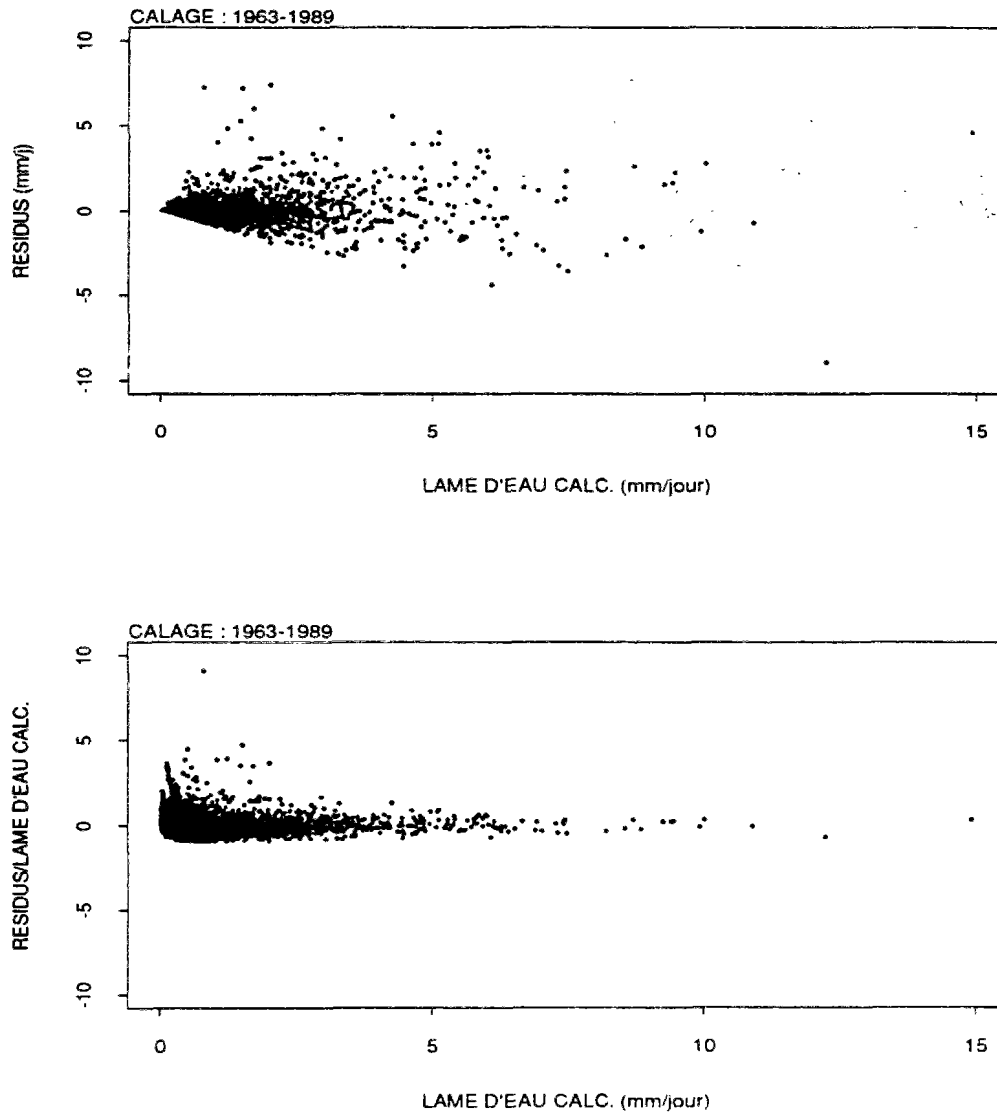 CALAGE : 1963-1989
10
5
0
-5
-10
RESIDUS (mm/j)
0 5 10 15
LAME D'EAU CALC. (mm/jour)
CALAGE : 1963-1989
10
5
0
-5
-10
RESIDUS/LAME D'EAU CALC.
0 5 10 15
LAME D'EAU CALC. (mm/jour)